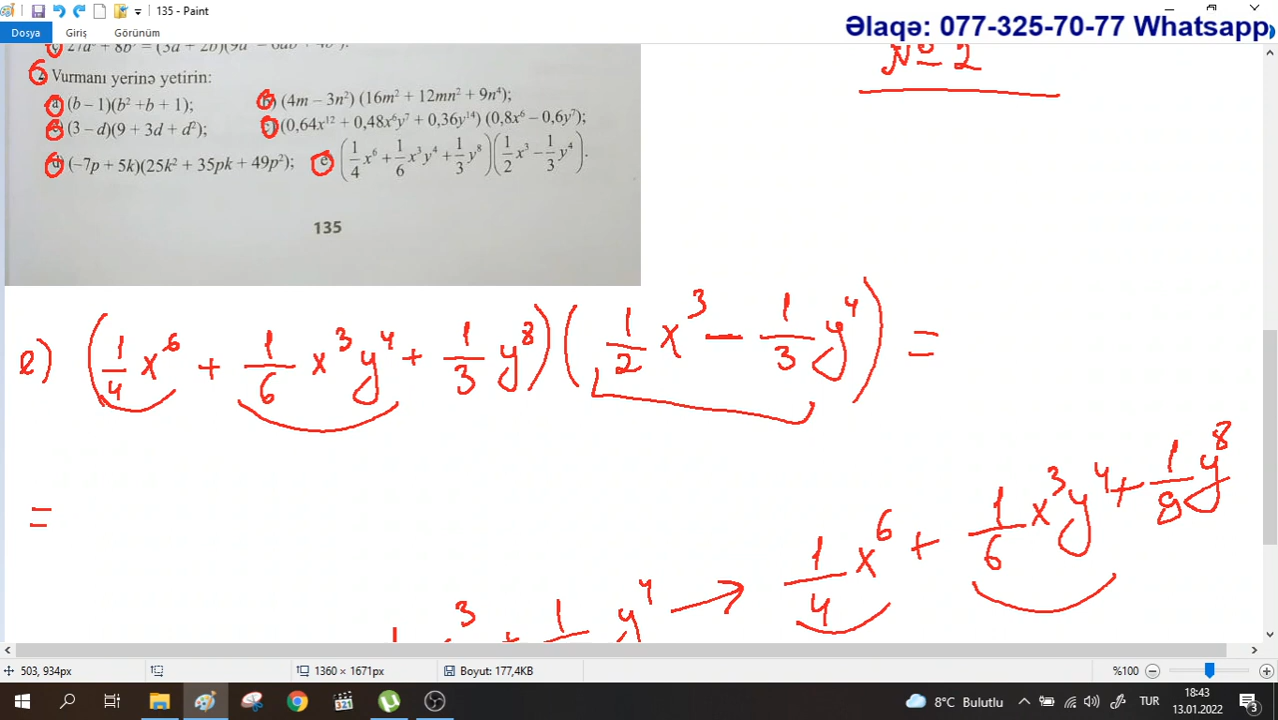 135 - Paint
Əlaqə: 077-325-70-77 Whatsapp
Dosya Giriş Görünüm
№ 2
2. Vurmanı yerinə yetirin:
a) (b – 1)(b² + b + 1);
b) (4m – 3n²) (16m² + 12mn² + 9n⁴);
(3 – d)(9 + 3d + d²);
(0,64x¹² + 0,48x⁶y⁷ + 0,36y¹⁴) (0,8x⁶ – 0,6y⁷);
d) (–7p + 5k)(25k² + 35pk + 49p²);
e) (1/4 x⁶ + 1/6 x³y⁴ + 1/3 y⁸)(1/2 x³ – 1/3 y⁴).
135
e) (1/4 x⁶ + 1/6 x³y⁴ + 1/3 y⁸)(1/2 x³ – 1/3 y⁴) =
=
→ 1/4 x⁶ + 1/6 x³y⁴ + 1/9 y⁸
503, 934px
1360 × 1671px
Boyut: 177,4KB
%100
8°C Bulutlu
TUR
18:43
13.01.2022
3